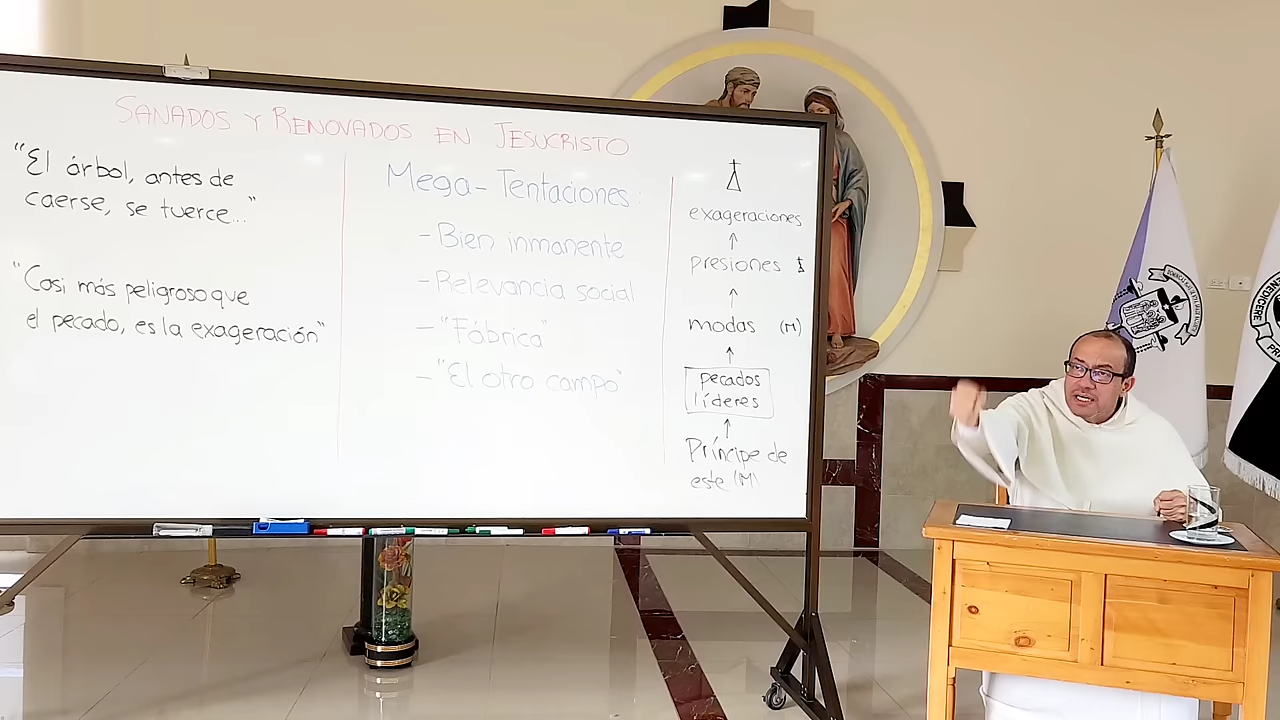 SANADOS Y RENOVADOS EN JESUCRISTO
"El árbol, antes de
caerse, se tuerce..."
"Casi más peligroso que
el pecado, es la exageración"
Mega-Tentaciones:
-Bien inmanente
-Relevancia social
-"Fábrica"
-"El otro campo"
exageraciones
presiones
modas (M)
pecados
líderes
Príncipe de
este (M)